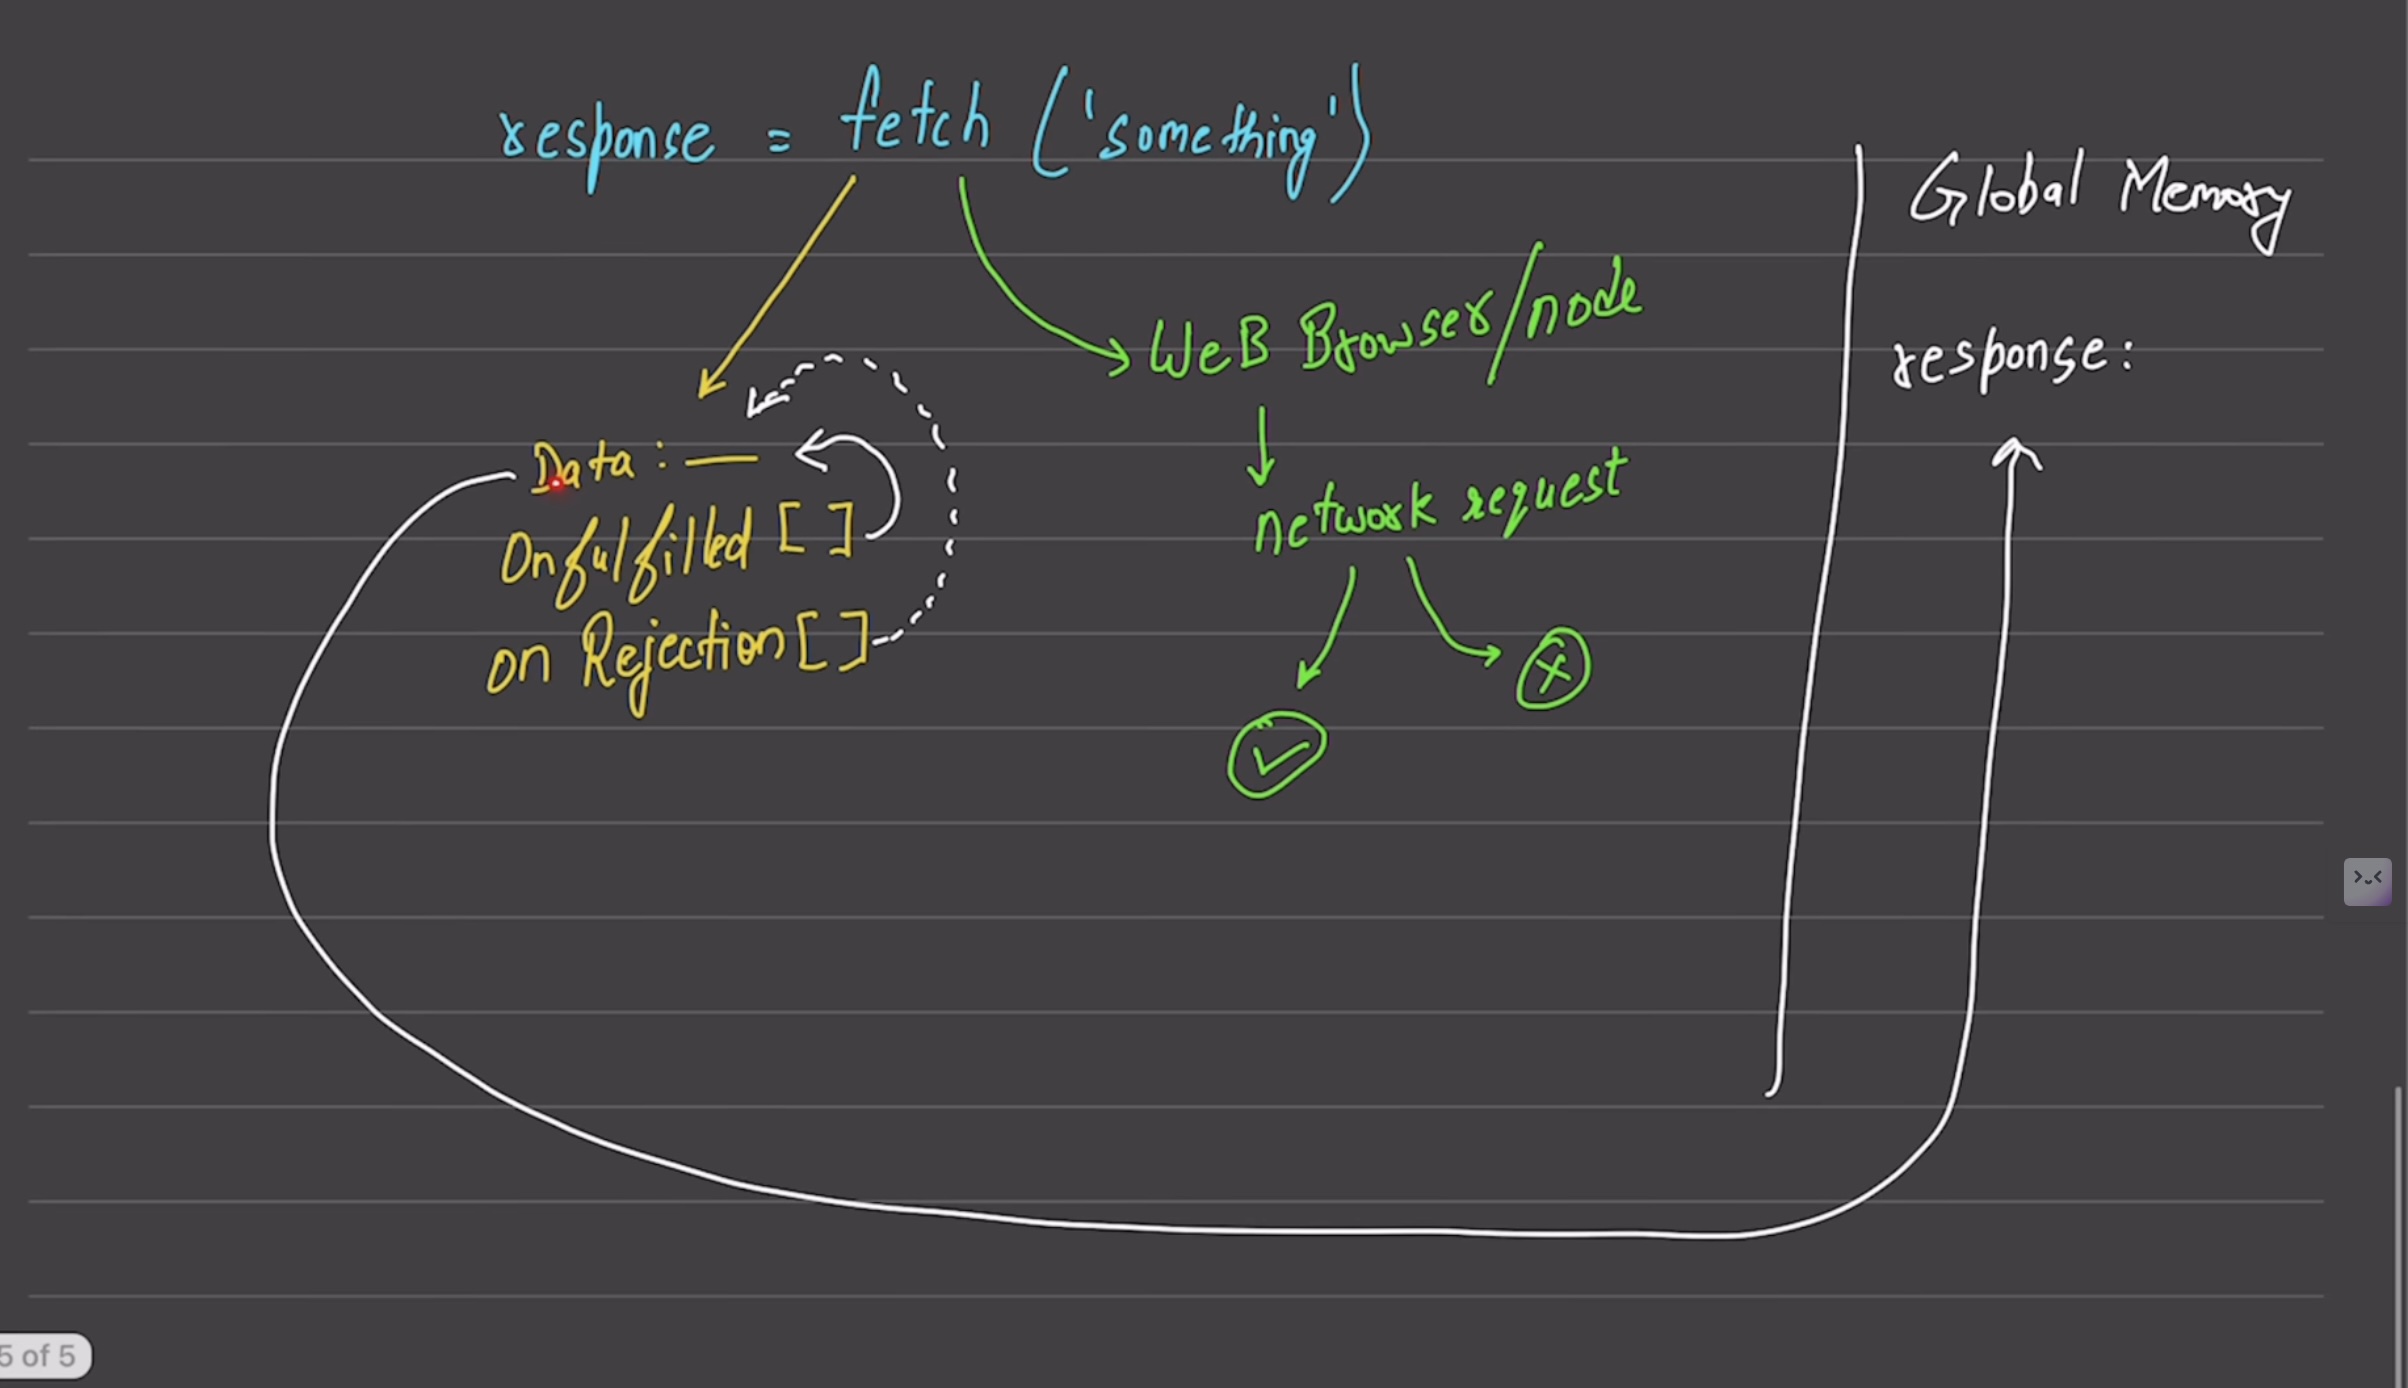 response = fetch ('something')
Global Memory
WeB Browser/node
response:
Data : —
Onfulfilled [ ]
network request
on Rejection [ ]
5 of 5